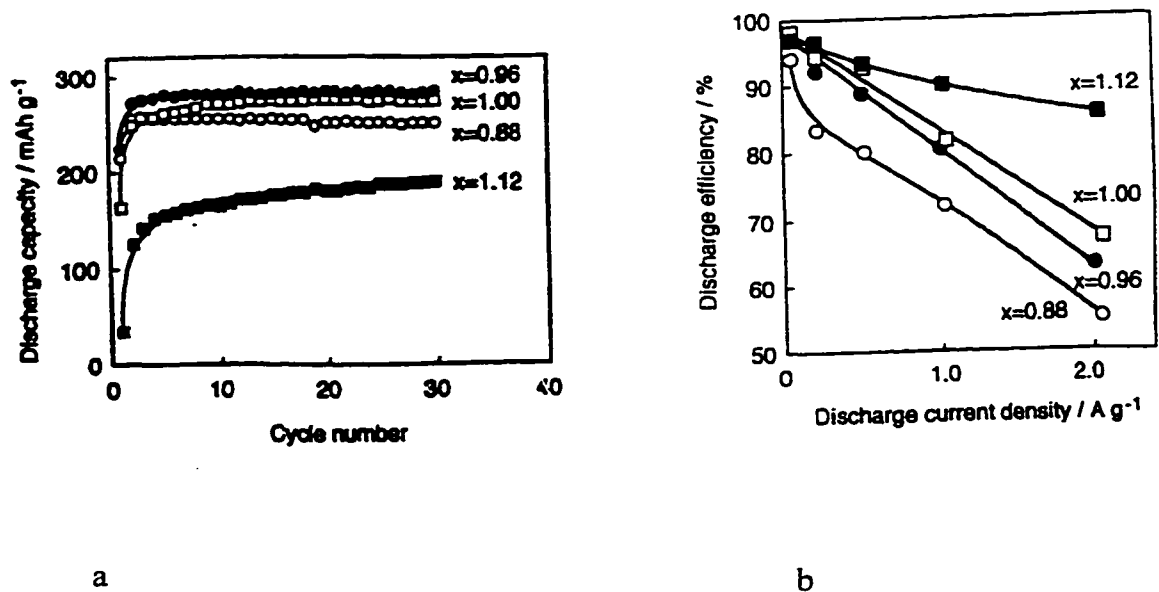 Discharge capacity / mAh g-1
300
200
100
0
0
10
20
30
40
x=0.96
x=1.00
x=0.88
x=1.12
Cycle number
a
Discharge efficiency / %
100
90
80
70
60
50
0
1.0
2.0
x=1.12
x=1.00
x=0.96
x=0.88
Discharge current density / A g-1
b